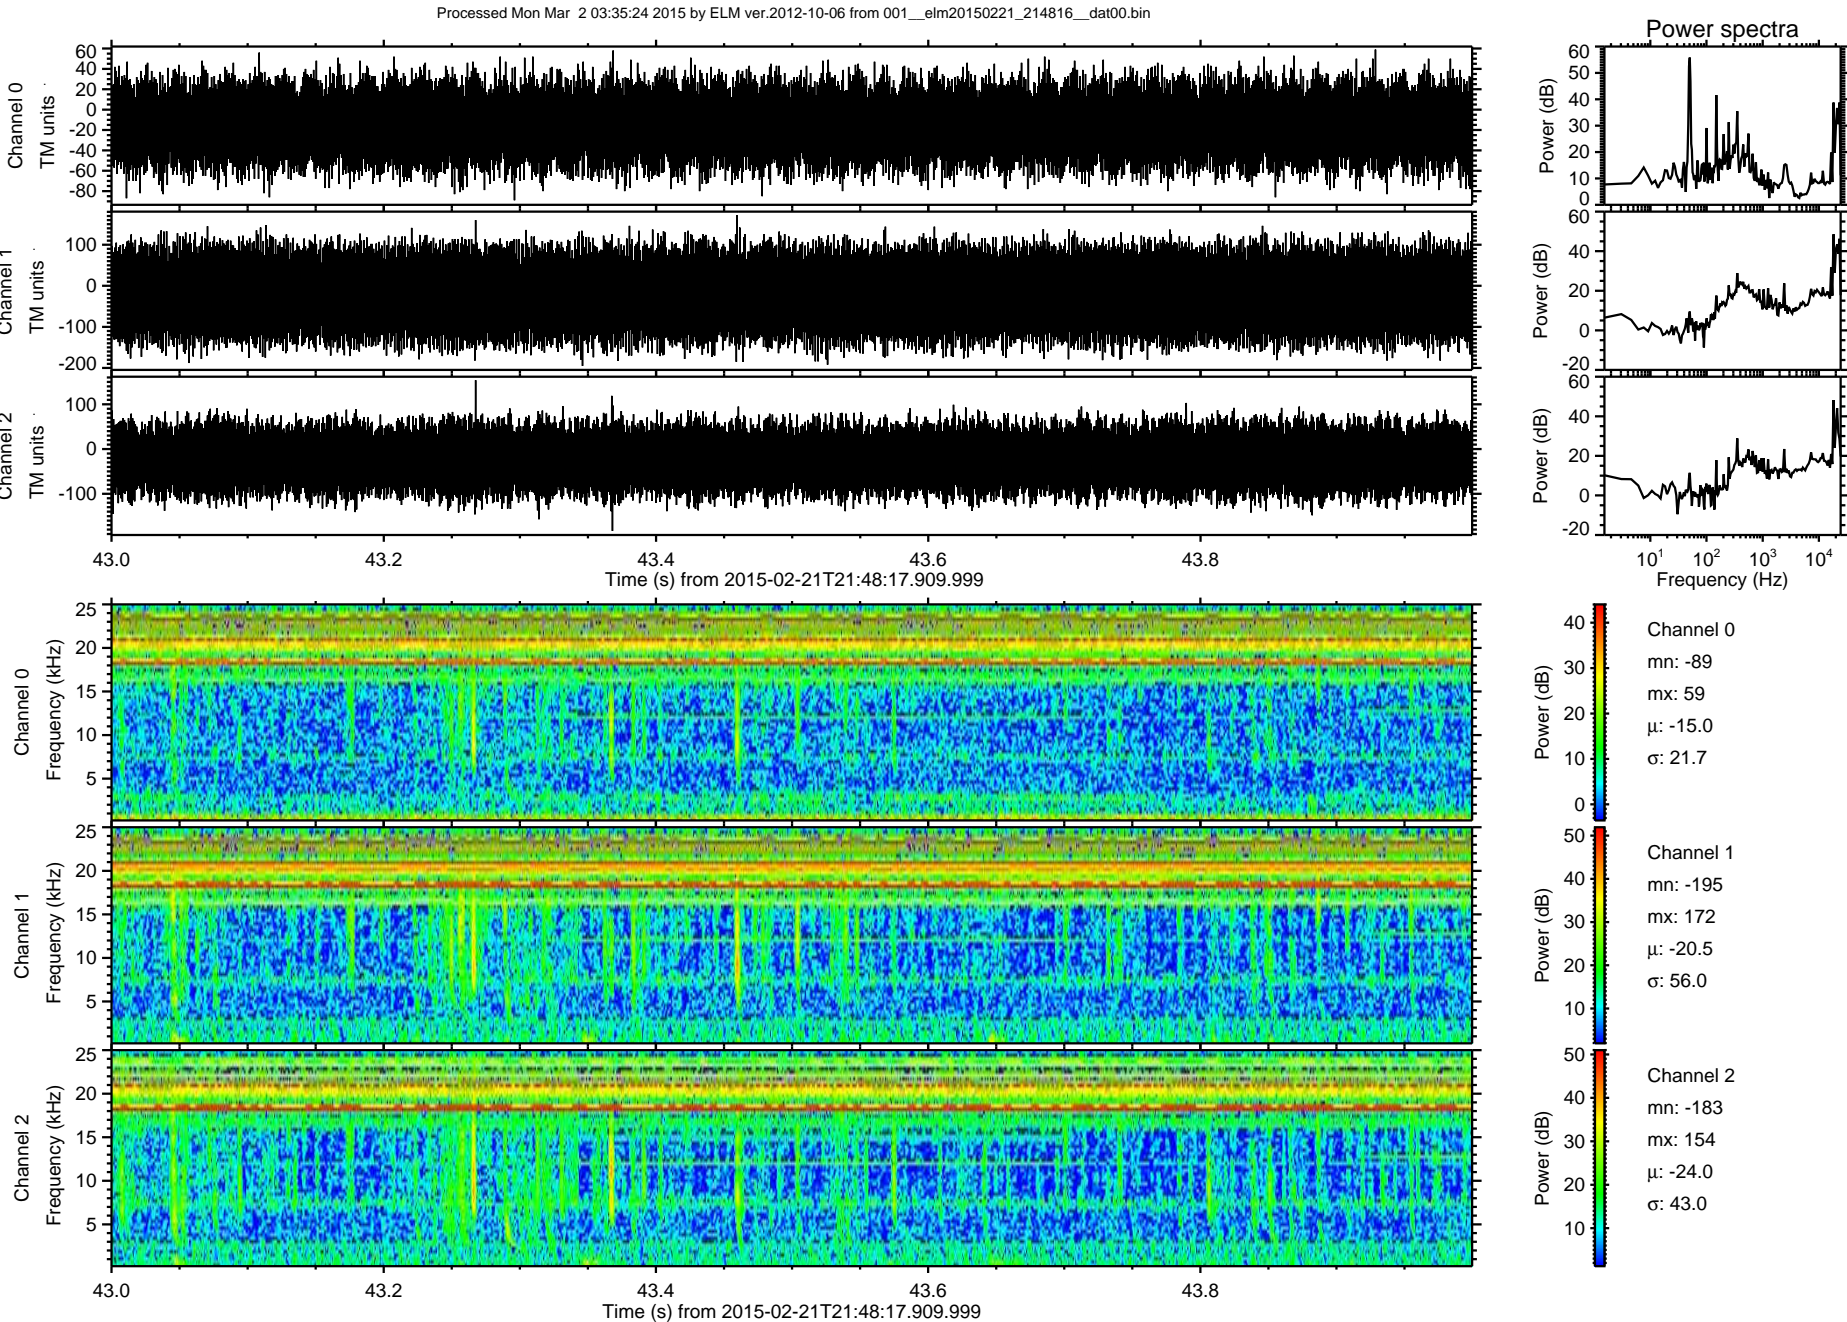 Processed Mon Mar 2 03:35:24 2015 by ELM ver.2012-10-06 from 001__elm20150221_214816__dat00.bin
Power spectra
Channel 0
TM units
60
40
20
0
-20
-40
-60
-80
Power (dB)
60
50
40
30
20
10
0
Channel 1
TM units
100
0
-100
-200
Power (dB)
60
40
20
0
-20
Channel 2
TM units
100
0
-100
Power (dB)
60
40
20
0
-20
43.0 43.2 43.4 43.6 43.8
Time (s) from 2015-02-21T21:48:17.909.999
10¹ 10² 10³ 10⁴
Frequency (Hz)
Channel 0
Frequency (kHz)
25
20
15
10
5
Power (dB)
40
30
20
10
0
Channel 0
mn: -89
mx: 59
μ: -15.0
σ: 21.7
Channel 1
Frequency (kHz)
25
20
15
10
5
Power (dB)
50
40
30
20
10
Channel 1
mn: -195
mx: 172
μ: -20.5
σ: 56.0
Channel 2
Frequency (kHz)
25
20
15
10
5
Power (dB)
50
40
30
20
10
Channel 2
mn: -183
mx: 154
μ: -24.0
σ: 43.0
43.0 43.2 43.4 43.6 43.8
Time (s) from 2015-02-21T21:48:17.909.999